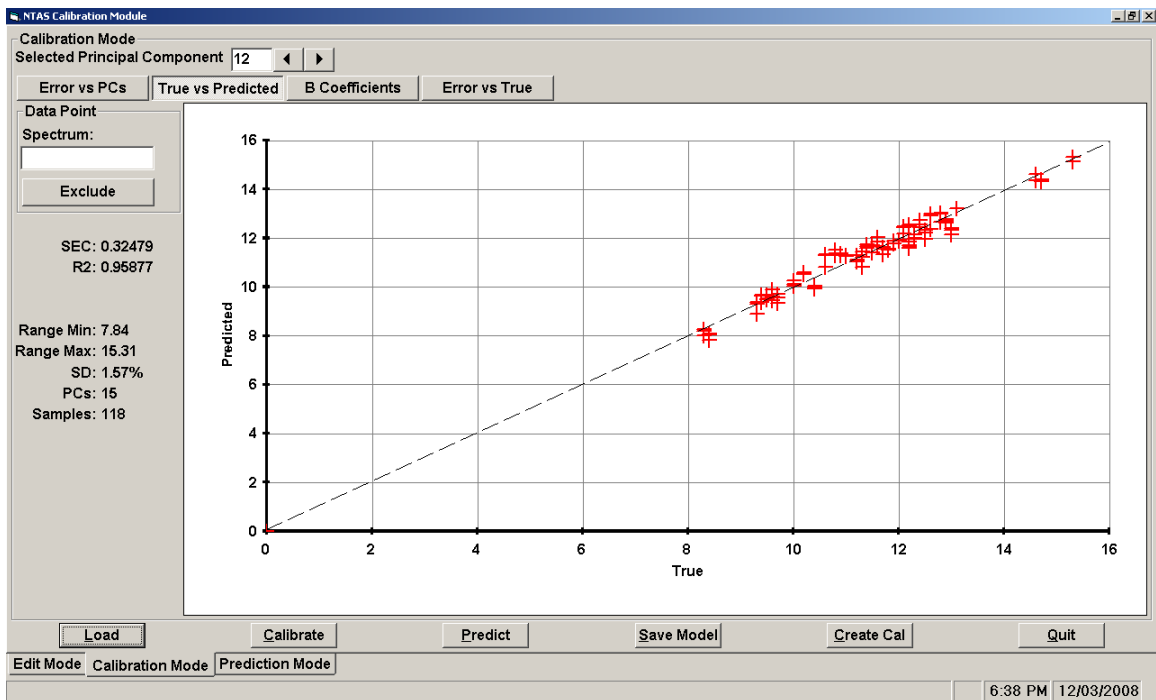 NTAS Calibration Module
Calibration Mode
Selected Principal Component 12
Error vs PCs True vs Predicted B Coefficients Error vs True
Data Point
Spectrum:
Exclude
SEC: 0.32479
R2: 0.95877
Range Min: 7.84
Range Max: 15.31
SD: 1.57%
PCs: 15
Samples: 118
16
14
12
10
8
6
4
2
0
Predicted
0 2 4 6 8 10 12 14 16
True
Load Calibrate Predict Save Model Create Cal Quit
Edit Mode Calibration Mode Prediction Mode
6:38 PM 12/03/2008